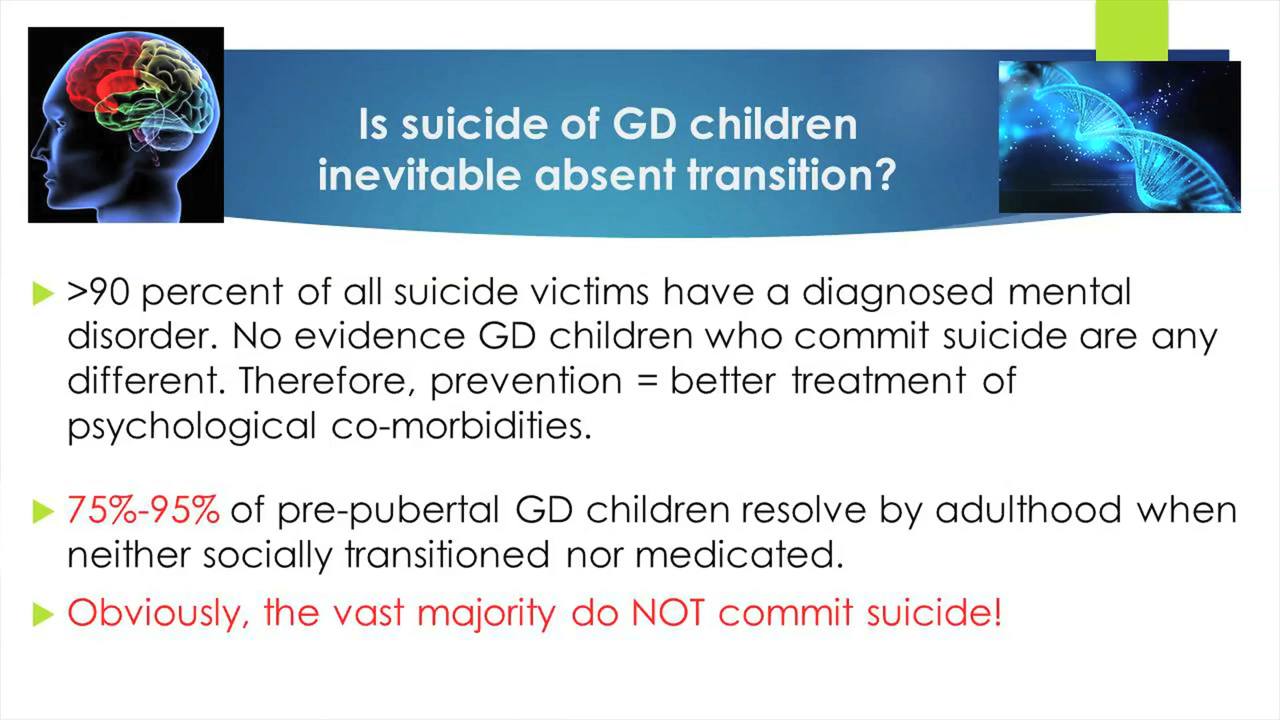 Is suicide of GD children
inevitable absent transition?
>90 percent of all suicide victims have a diagnosed mental
disorder. No evidence GD children who commit suicide are any
different. Therefore, prevention = better treatment of
psychological co-morbidities.
75%-95% of pre-pubertal GD children resolve by adulthood when
neither socially transitioned nor medicated.
Obviously, the vast majority do NOT commit suicide!